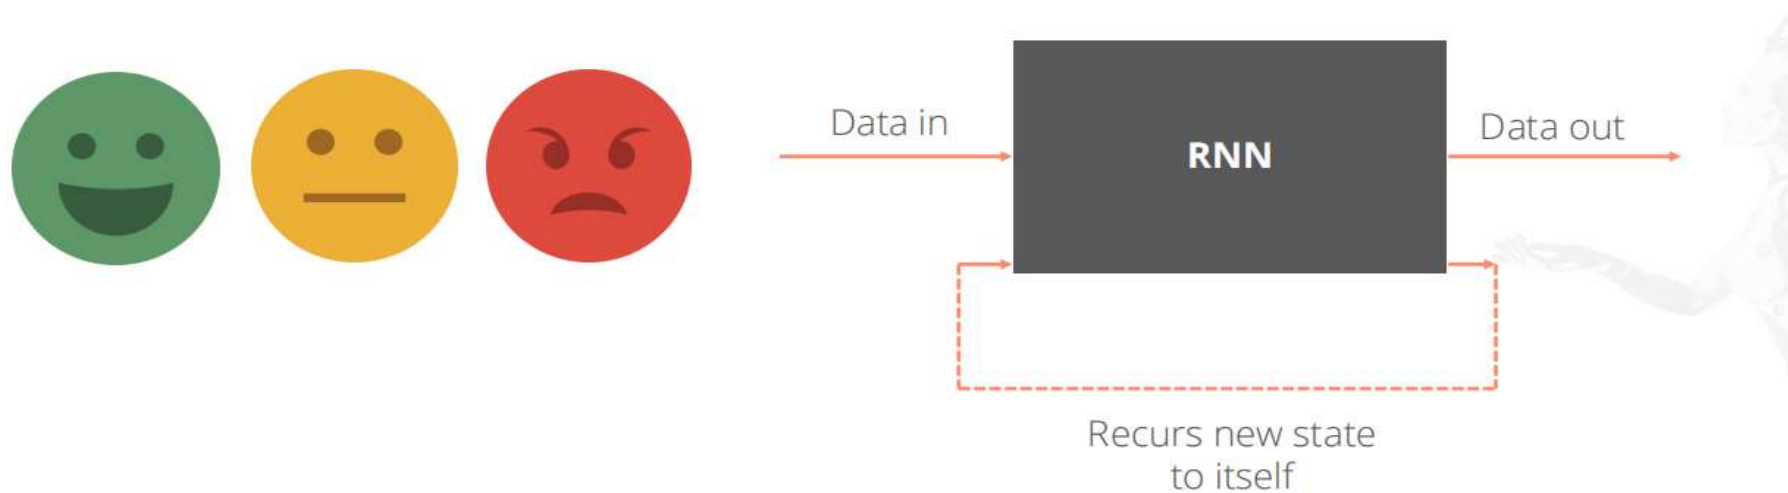 Data in
RNN
Data out
Recurs new state
to itself